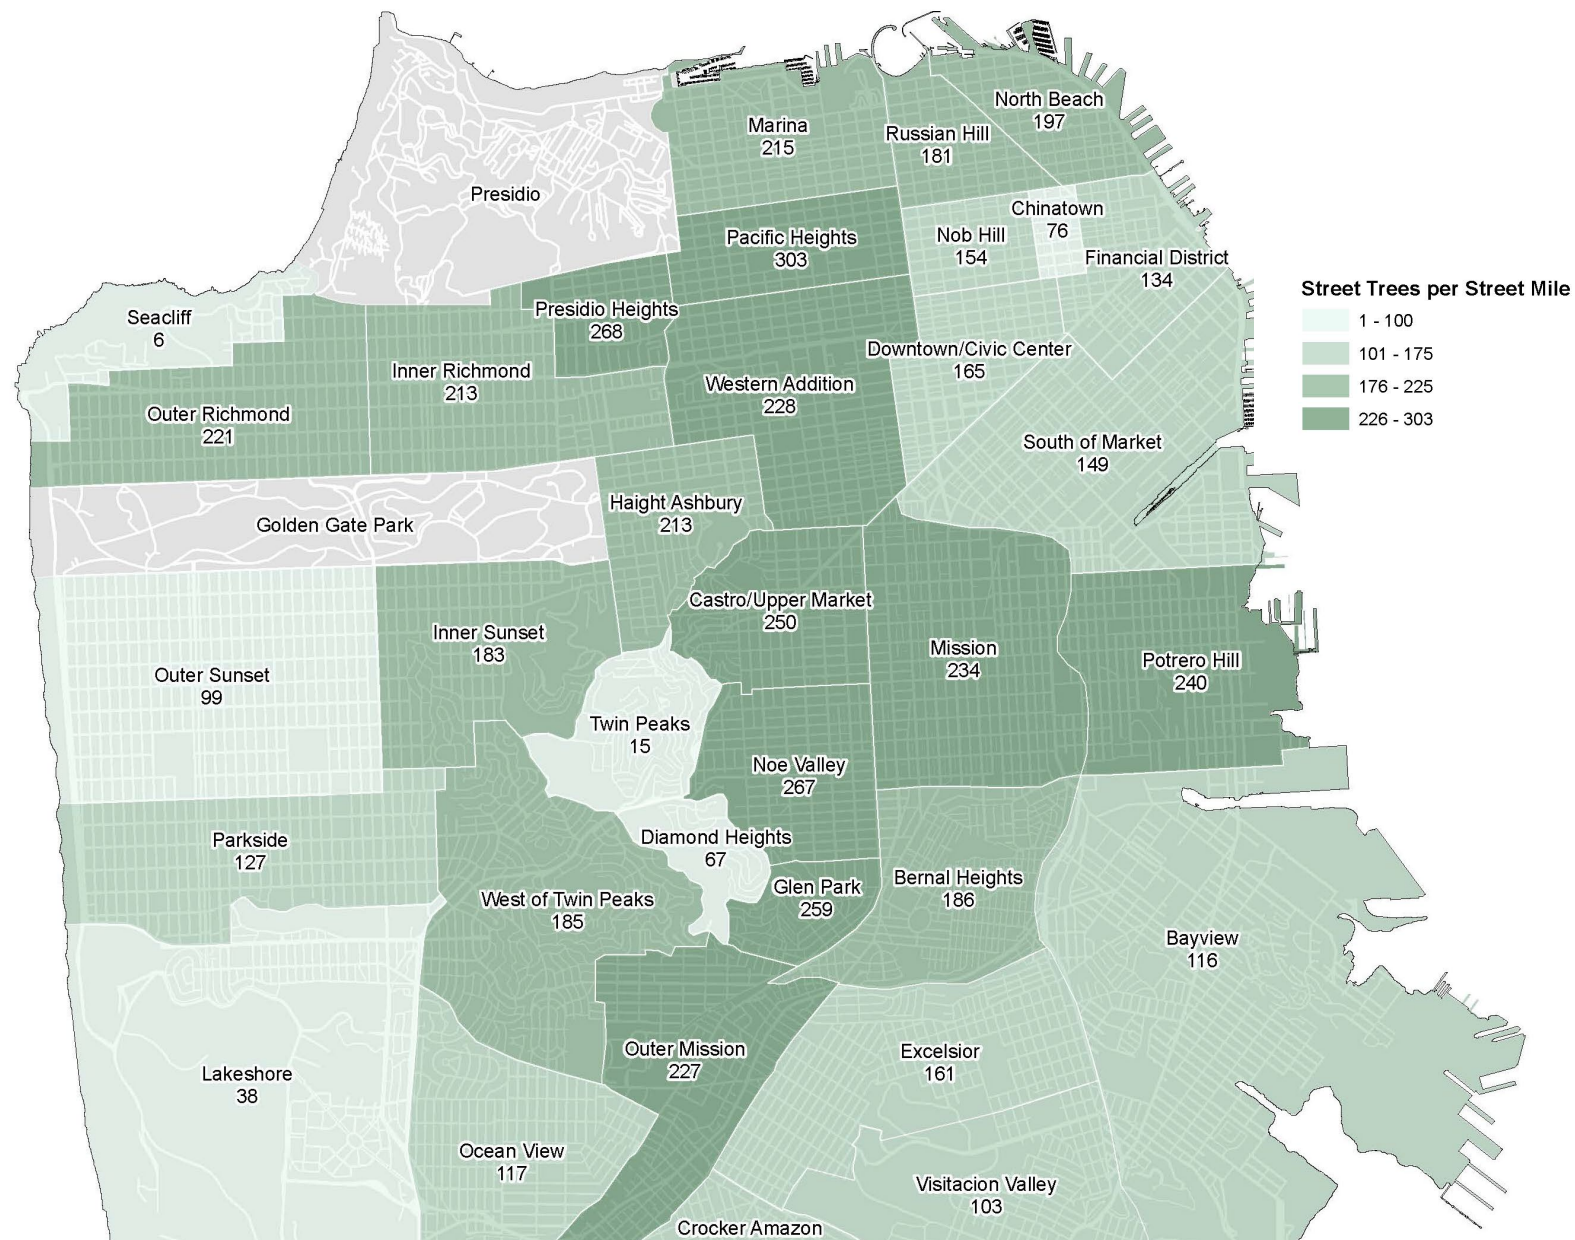 North Beach
197
Marina
215
Russian Hill
181
Presidio
Chinatown
76
Pacific Heights
303
Nob Hill
154
Financial District
134
Street Trees per Street Mile
1 - 100
101 - 175
176 - 225
226 - 303
Seacliff
6
Presidio Heights
268
Downtown/Civic Center
165
Inner Richmond
213
Western Addition
228
Outer Richmond
221
South of Market
149
Haight Ashbury
213
Golden Gate Park
Castro/Upper Market
250
Inner Sunset
183
Mission
234
Potrero Hill
240
Outer Sunset
99
Twin Peaks
15
Noe Valley
267
Parkside
127
Diamond Heights
67
Glen Park
259
Bernal Heights
186
West of Twin Peaks
185
Bayview
116
Outer Mission
227
Excelsior
161
Lakeshore
38
Ocean View
117
Visitacion Valley
103
Crocker Amazon